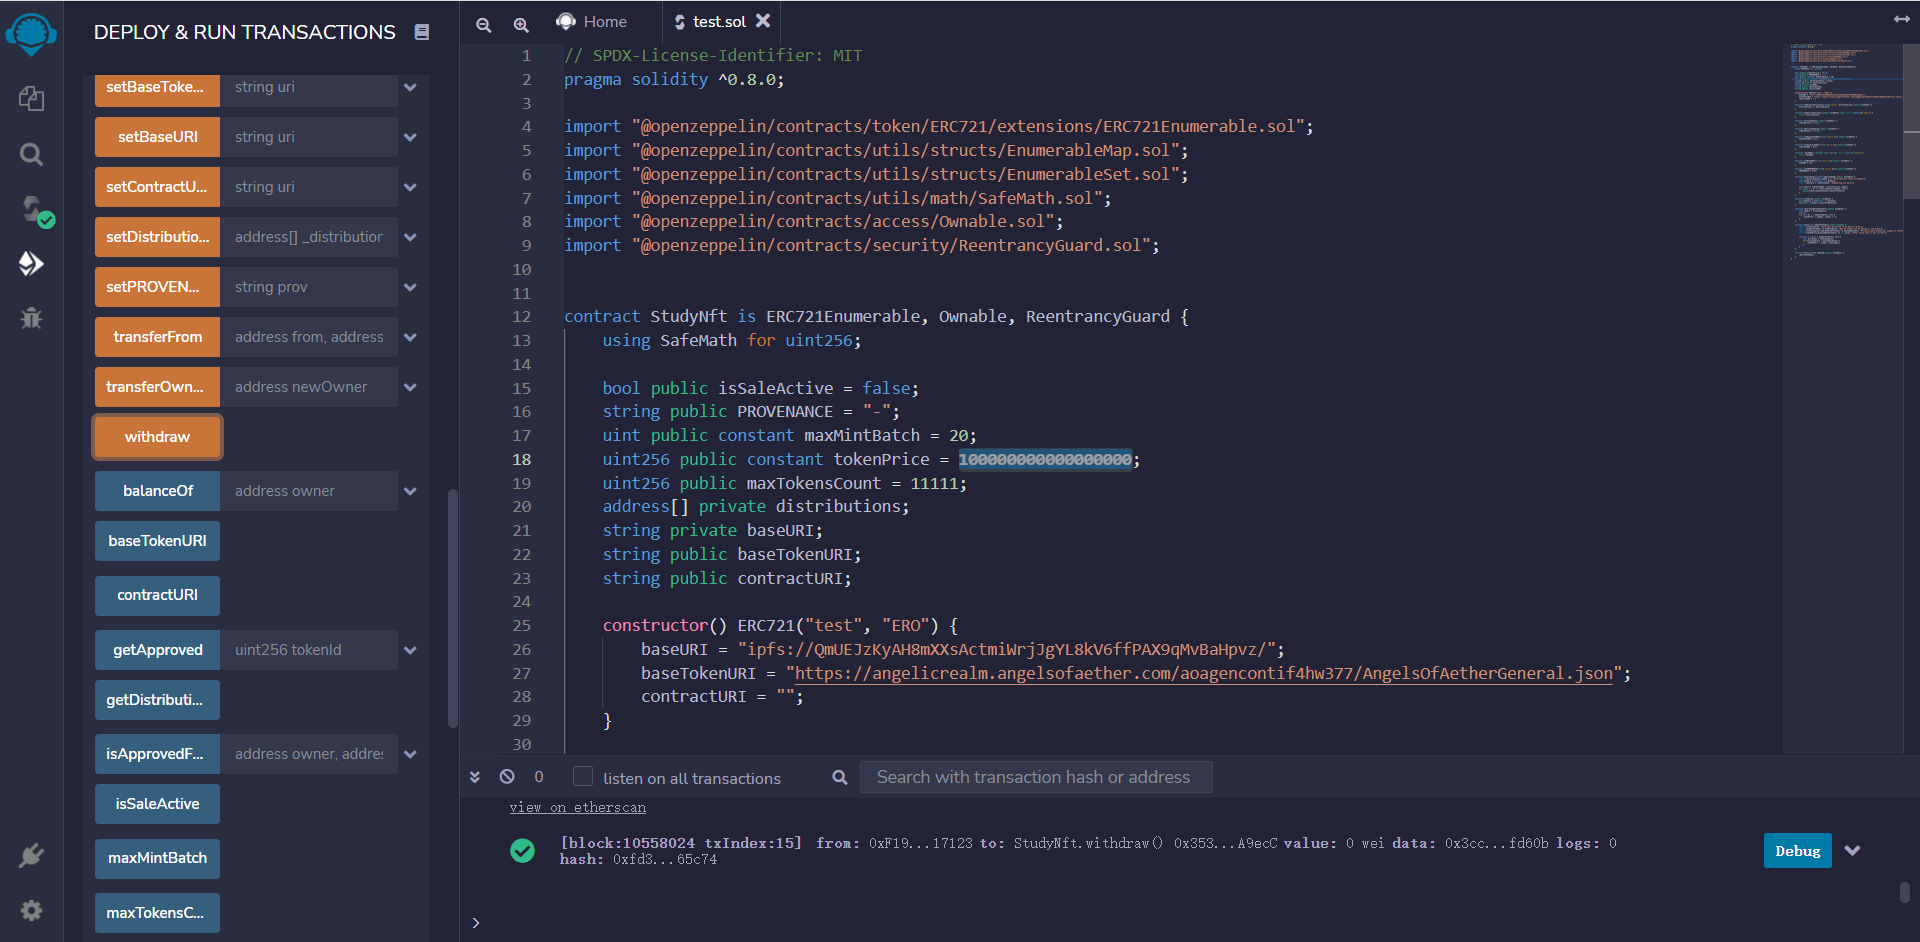 DEPLOY & RUN TRANSACTIONS
setBaseToke... string uri
setBaseURI string uri
setContractU... string uri
setDistributio... address[] _distribution
setPROVEN... string prov
transferFrom address from, address
transferOwn... address newOwner
withdraw
balanceOf address owner
baseTokenURI
contractURI
getApproved uint256 tokenId
getDistributi...
isApprovedF... address owner, addres
isSaleActive
maxMintBatch
maxTokensC...
Home test.sol
1 // SPDX-License-Identifier: MIT
2 pragma solidity ^0.8.0;
3
4 import "@openzeppelin/contracts/token/ERC721/extensions/ERC721Enumerable.sol";
5 import "@openzeppelin/contracts/utils/structs/EnumerableMap.sol";
6 import "@openzeppelin/contracts/utils/structs/EnumerableSet.sol";
7 import "@openzeppelin/contracts/utils/math/SafeMath.sol";
8 import "@openzeppelin/contracts/access/Ownable.sol";
9 import "@openzeppelin/contracts/security/ReentrancyGuard.sol";
10
11
12 contract StudyNft is ERC721Enumerable, Ownable, ReentrancyGuard {
13 using SafeMath for uint256;
14
15 bool public isSaleActive = false;
16 string public PROVENANCE = "-";
17 uint public constant maxMintBatch = 20;
18 uint256 public constant tokenPrice = 100000000000000000;
19 uint256 public maxTokensCount = 11111;
20 address[] private distributions;
21 string private baseURI;
22 string public baseTokenURI;
23 string public contractURI;
24
25 constructor() ERC721("test", "ERO") {
26 baseURI = "ipfs://QmUEJzKyAH8mXXsActmiWrjJgYL8kV6ffPAX9qMvBaHpvz/";
27 baseTokenURI = "https://angelicrealm.angelsofaether.com/aoagencontif4hw377/AngelsOfAetherGeneral.json";
28 contractURI = "";
29 }
30
0 listen on all transactions Search with transaction hash or address
view on etherscan
[block:10558024 txIndex:15] from: 0xF19...17123 to: StudyNft.withdraw() 0x353...A9ecC value: 0 wei data: 0x3cc...fd60b logs: 0
hash: 0xfd3...65c74
Debug
>